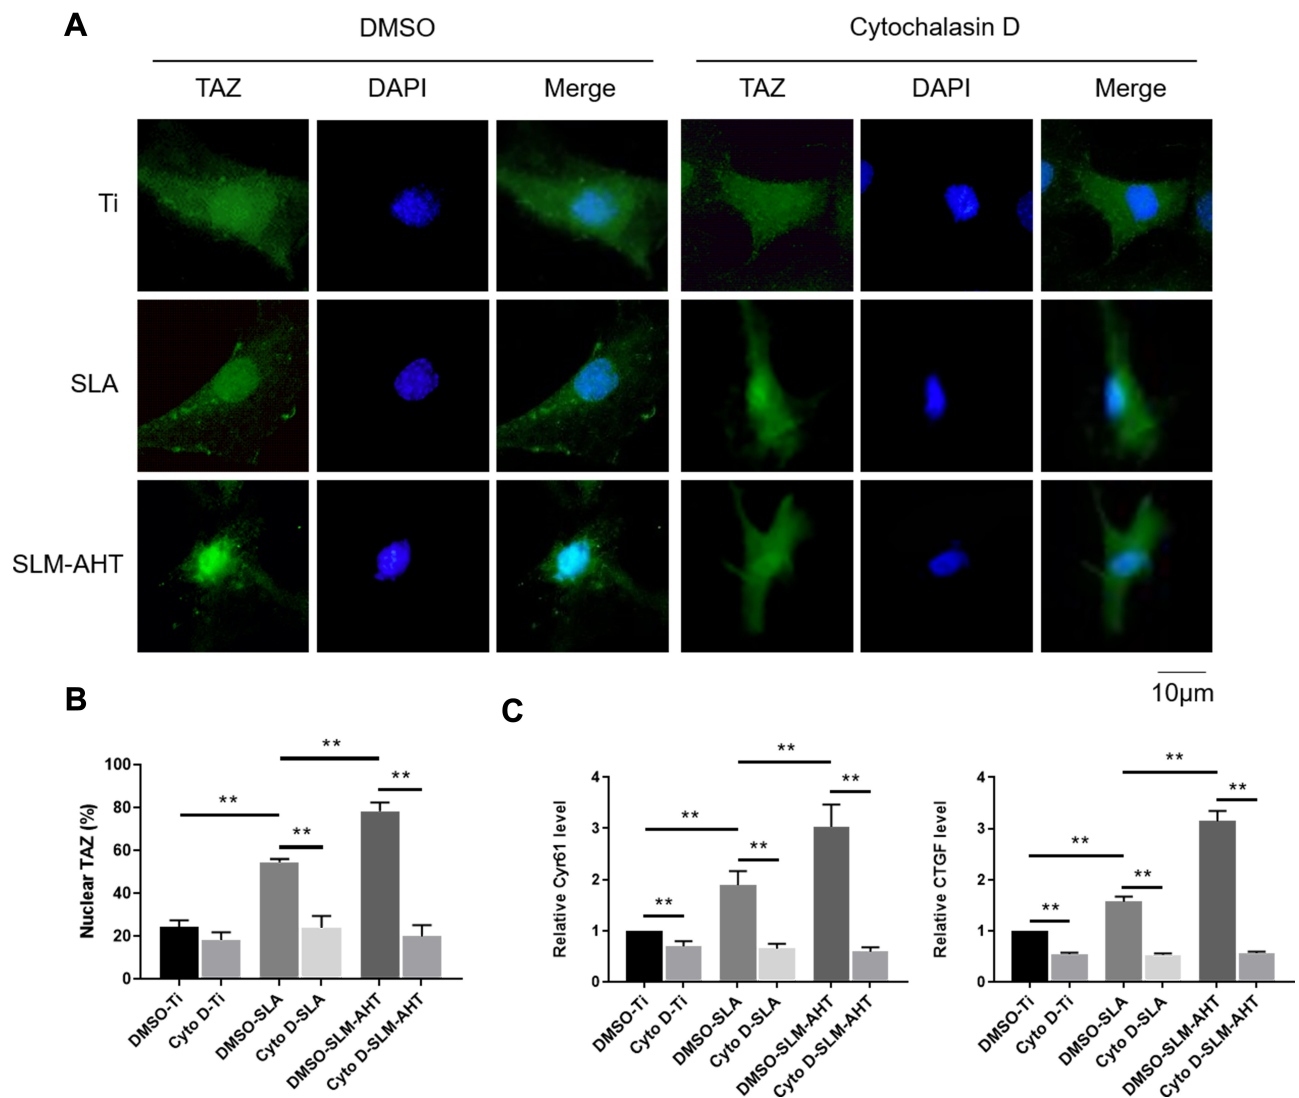 A
DMSO
Cytochalasin D
TAZ
DAPI
Merge
TAZ
DAPI
Merge
Ti
SLA
SLM-AHT
10μm
B
Nuclear TAZ (%)
100
80
60
40
20
0
**
**
**
**
DMSO-Ti
Cyto D-Ti
DMSO-SLA
Cyto D-SLA
DMSO-SLM-AHT
Cyto D-SLM-AHT
C
Relative Cyr61 level
4
3
2
1
0
**
**
**
**
**
DMSO-Ti
Cyto D-Ti
DMSO-SLA
Cyto D-SLA
DMSO-SLM-AHT
Cyto D-SLM-AHT
Relative CTGF level
4
3
2
1
0
**
**
**
**
**
DMSO-Ti
Cyto D-Ti
DMSO-SLA
Cyto D-SLA
DMSO-SLM-AHT
Cyto D-SLM-AHT